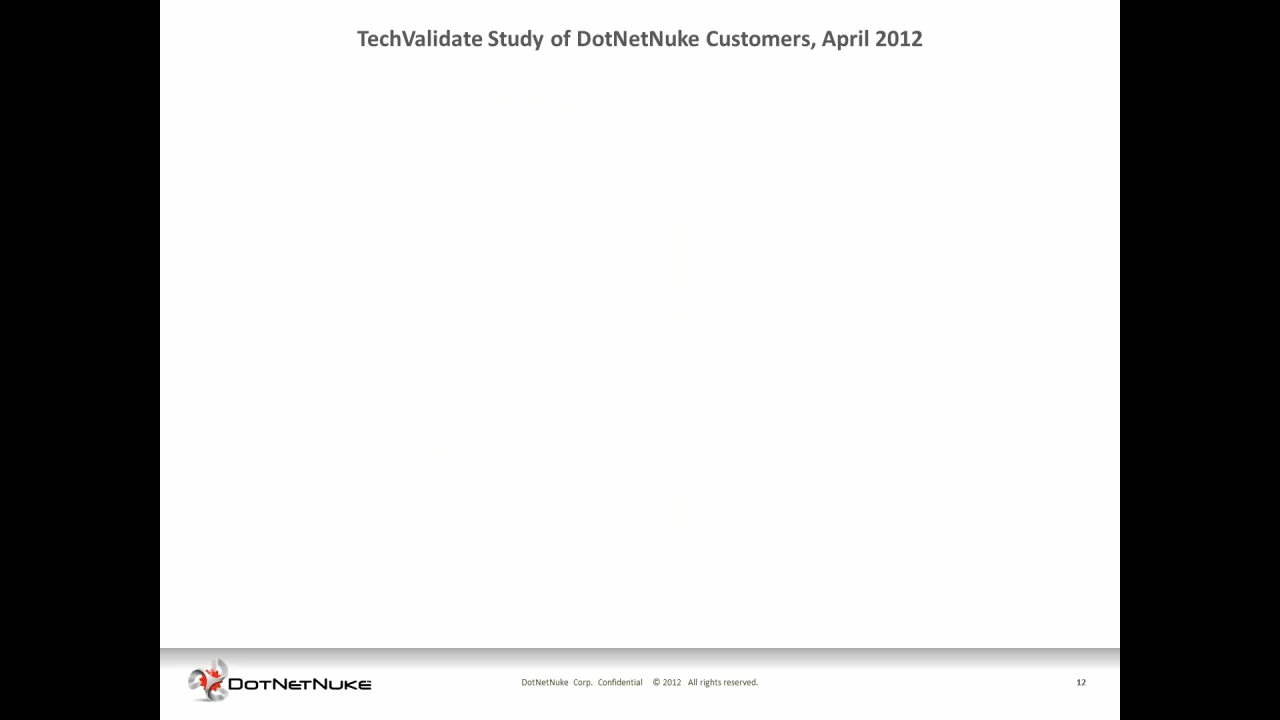 TechValidate Study of DotNetNuke Customers, April 2012
DotNetNuke
DotNetNuke Corp. Confidential © 2012 All rights reserved.
12